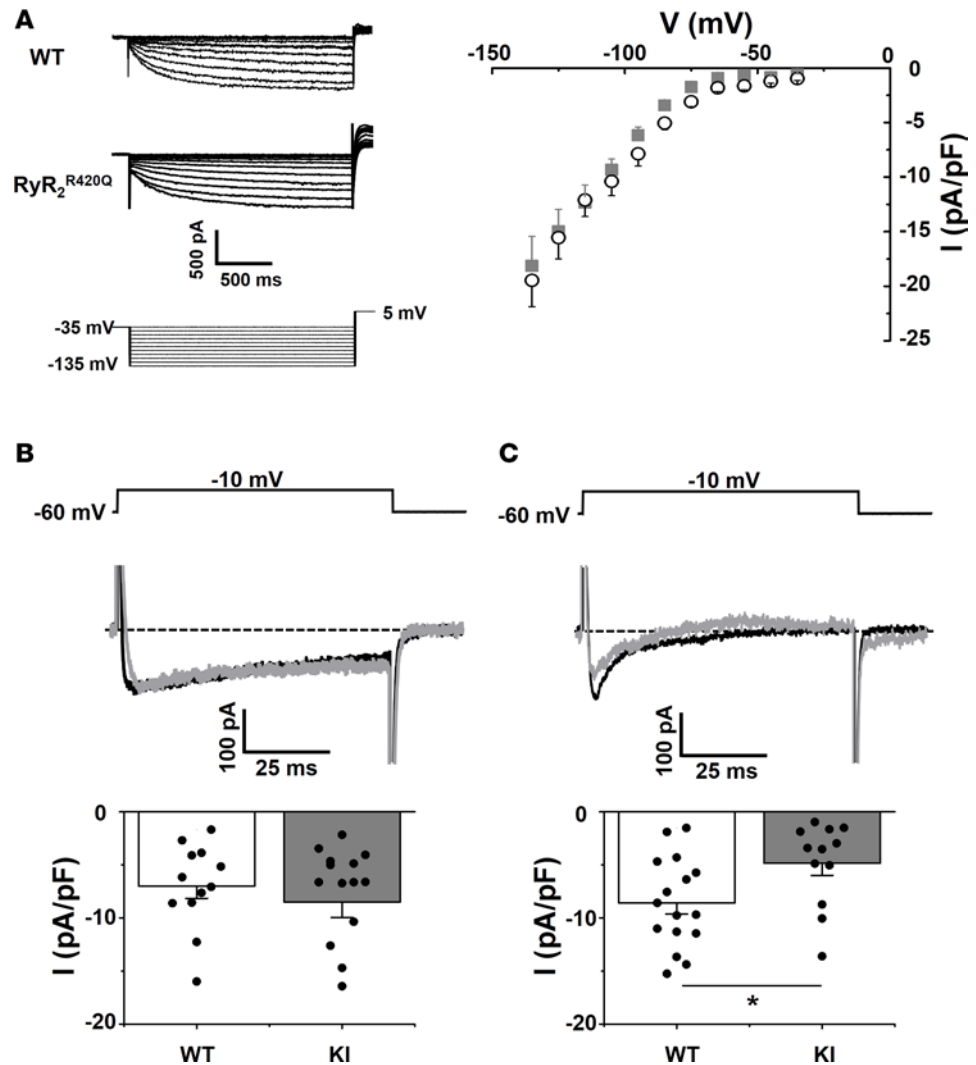 A
WT
RyR2R420Q
500 pA
500 ms
-35 mV
-135 mV
5 mV
V (mV)
-150
-100
-50
0
0
-5
-10
-15
-20
-25
I (pA/pF)
B
-10 mV
-60 mV
100 pA
25 ms
0
-10
-20
I (pA/pF)
WT
KI
C
-10 mV
-60 mV
100 pA
25 ms
0
-10
-20
I (pA/pF)
*
WT
KI